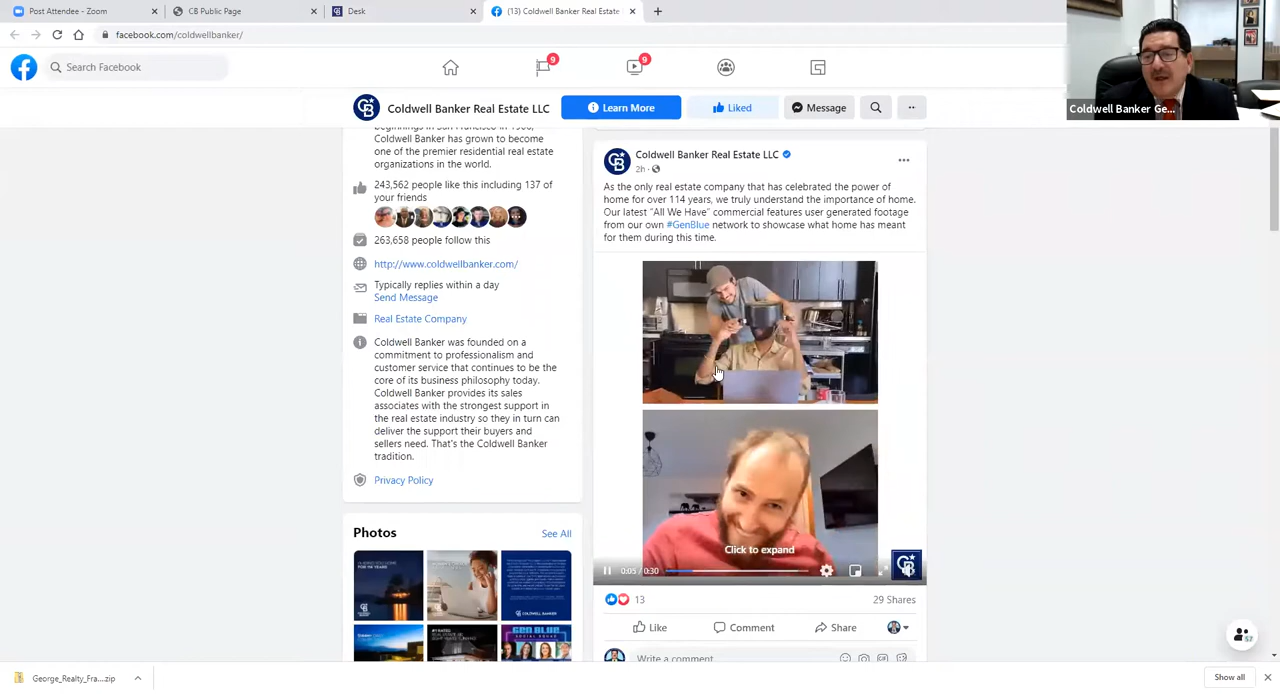 Post Attendee - Zoom
CB Public Page
Desk
(13) Coldwell Banker Real Estate
facebook.com/coldwellbanker/
Search Facebook
9
9
Coldwell Banker Ge...
Coldwell Banker Real Estate LLC
Learn More
Liked
Message
beginnings in San Francisco in 1906,
Coldwell Banker has grown to become
one of the premier residential real estate
organizations in the world.
243,562 people like this including 137 of
your friends
263,658 people follow this
http://www.coldwellbanker.com/
Typically replies within a day
Send Message
Real Estate Company
Coldwell Banker was founded on a
commitment to professionalism and
customer service that continues to be the
core of its business philosophy today.
Coldwell Banker provides its sales
associates with the strongest support in
the real estate industry so they in turn can
deliver the support their buyers and
sellers need. That's the Coldwell Banker
tradition.
Privacy Policy
Photos
See All
COLDWELL BANKER
GEN BLUE
Coldwell Banker Real Estate LLC
2h
As the only real estate company that has celebrated the power of
home for over 114 years, we truly understand the importance of home.
Our latest "All We Have" commercial features user generated footage
from our own #GenBlue network to showcase what home has meant
for them during this time.
Click to expand
0:05 / 0:30
13
29 Shares
Like
Comment
Share
Write a comment...
George_Realty_Fra....zip
Show all